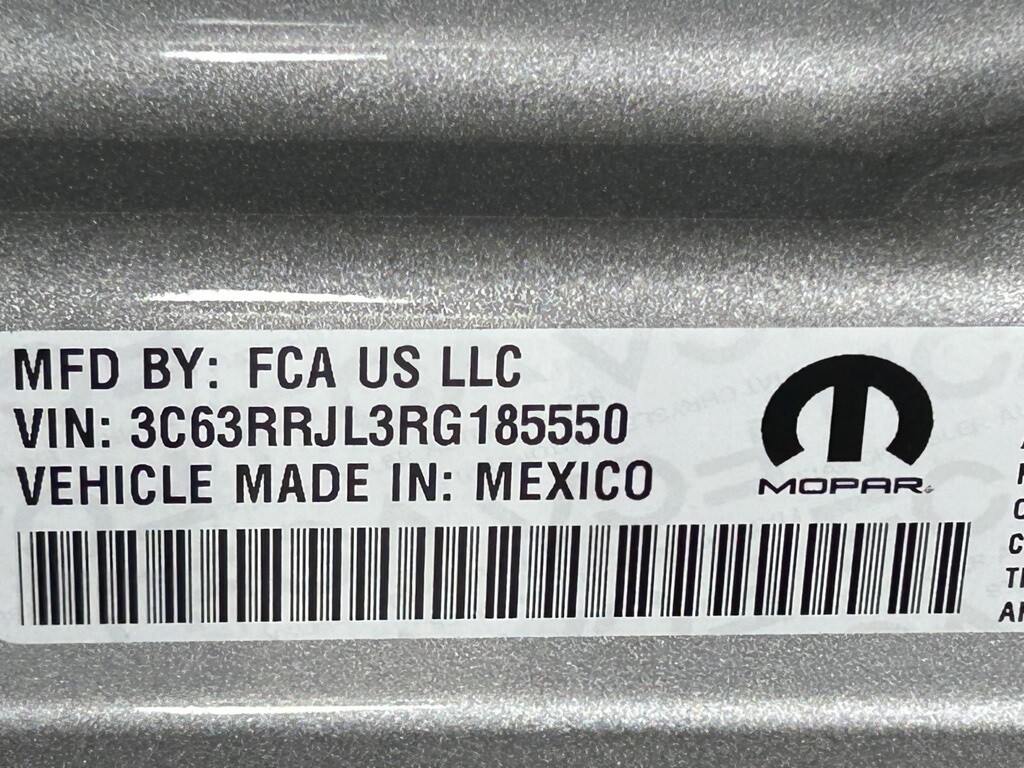 MFD BY: FCA US LLC
VIN: 3C63RRJL3RG185550
VEHICLE MADE IN: MEXICO
MOPAR